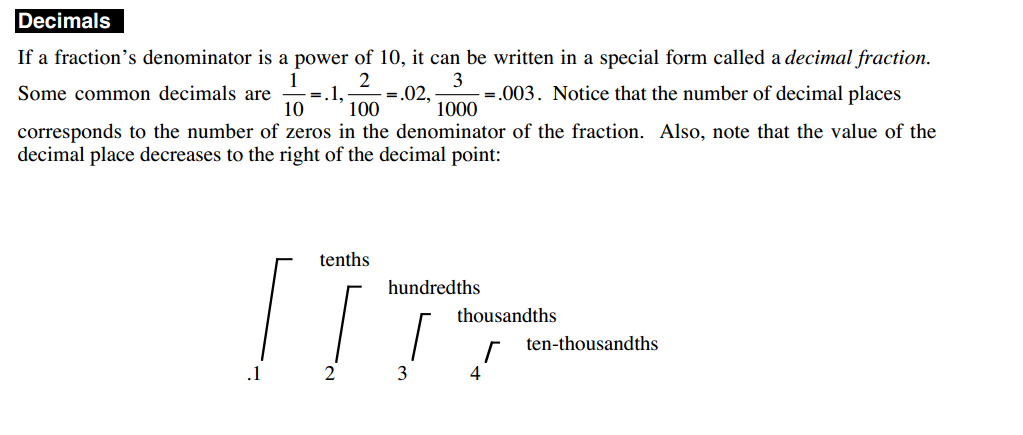 Decimals
If a fraction’s denominator is a power of 10, it can be written in a special form called a decimal fraction.
Some common decimals are 1/10 = .1, 2/100 = .02, 3/1000 = .003. Notice that the number of decimal places
corresponds to the number of zeros in the denominator of the fraction. Also, note that the value of the
decimal place decreases to the right of the decimal point:
tenths
hundredths
thousandths
ten-thousandths
.1 2 3 4